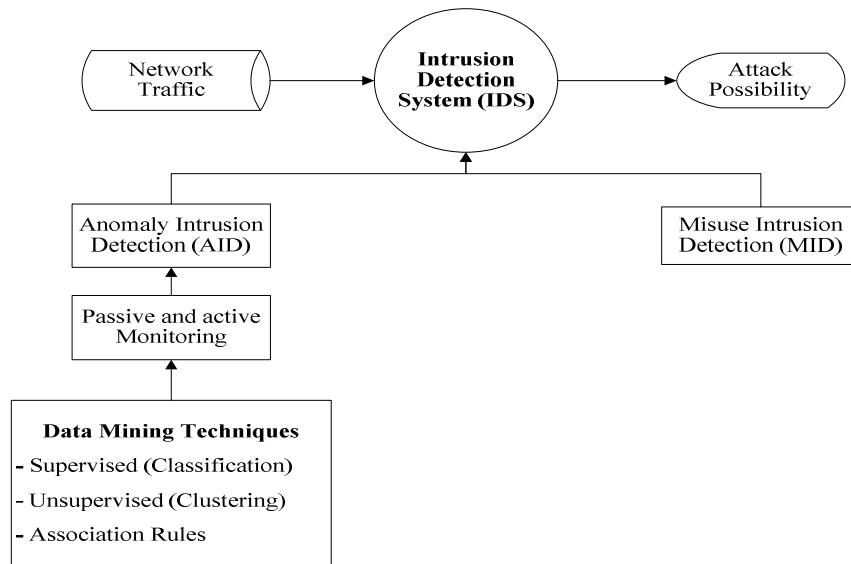 Network
Traffic
Intrusion
Detection
System (IDS)
Attack
Possibility
Anomaly Intrusion
Detection (AID)
Misuse Intrusion
Detection (MID)
Passive and active
Monitoring
Data Mining Techniques
- Supervised (Classification)
- Unsupervised (Clustering)
- Association Rules